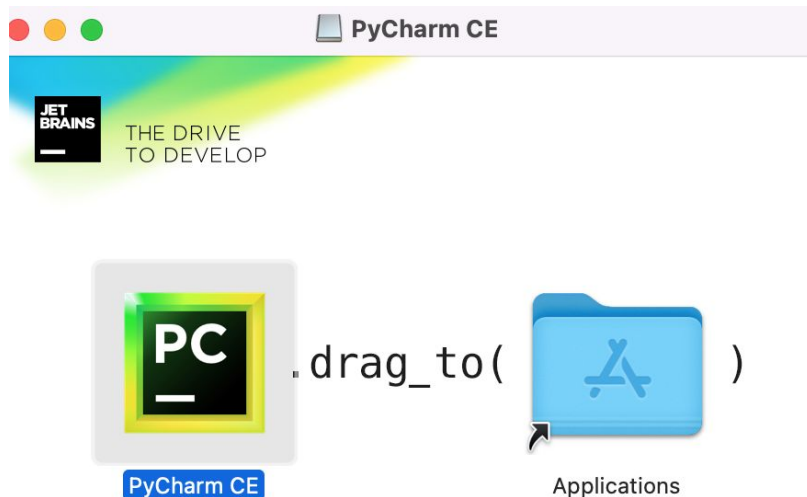 PyCharm CE
JET
BRAINS
THE DRIVE
TO DEVELOP
PC
.drag_to( )
PyCharm CE
Applications